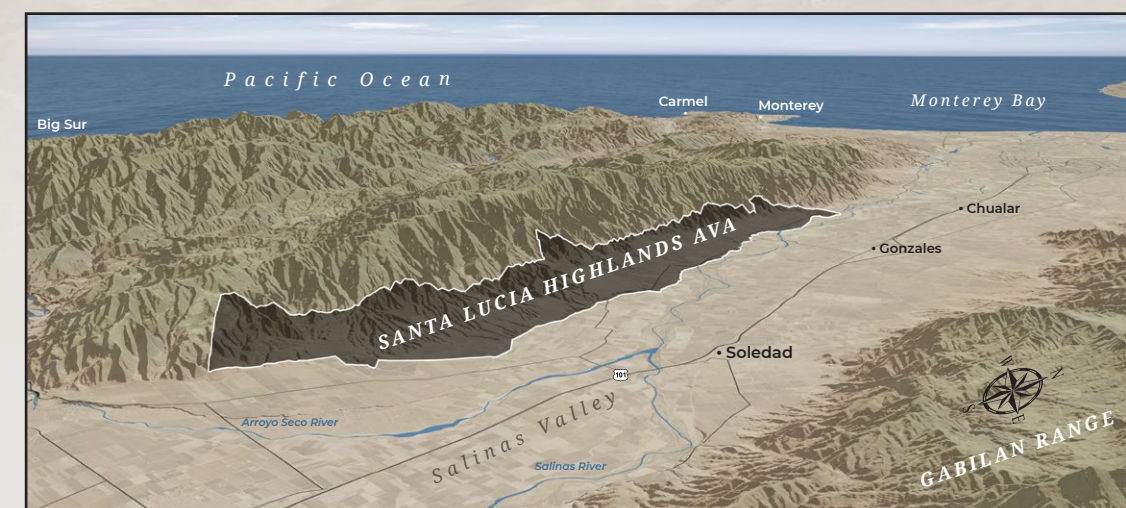 Pacific Ocean
Carmel
Monterey
Monterey Bay
Big Sur
Chualar
SANTA LUCIA HIGHLANDS AVA
Gonzales
Soledad
101
W
N
S
E
Arroyo Seco River
Salinas Valley
Salinas River
GABILAN RANGE